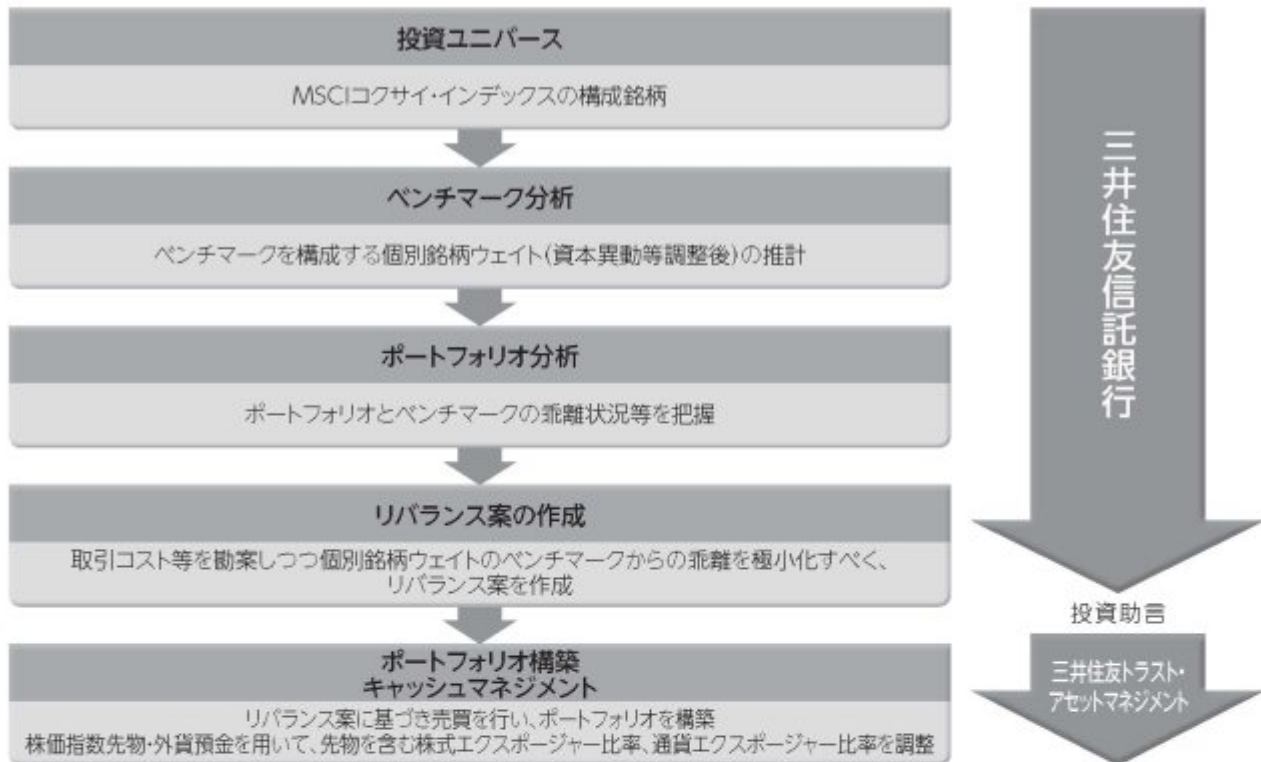 投資ユニバース
MSCIコクサイ・インデックスの構成銘柄
ベンチマーク分析
ベンチマークを構成する個別銘柄ウェイト(資本異動等調整後)の推計
ポートフォリオ分析
ポートフォリオとベンチマークの乖離状況等を把握
リバランス案の作成
取引コスト等を勘案しつつ個別銘柄ウェイトのベンチマークからの乖離を極小化すべく、
リバランス案を作成
ポートフォリオ構築
キャッシュマネジメント
リバランス案に基づき売買を行い、ポートフォリオを構築
株価指数先物・外貨預金を用いて、先物を含む株式エクスポージャー比率、通貨エクスポージャー比率を調整
三井住友信託銀行
投資助言
三井住友トラスト・
アセットマネジメント